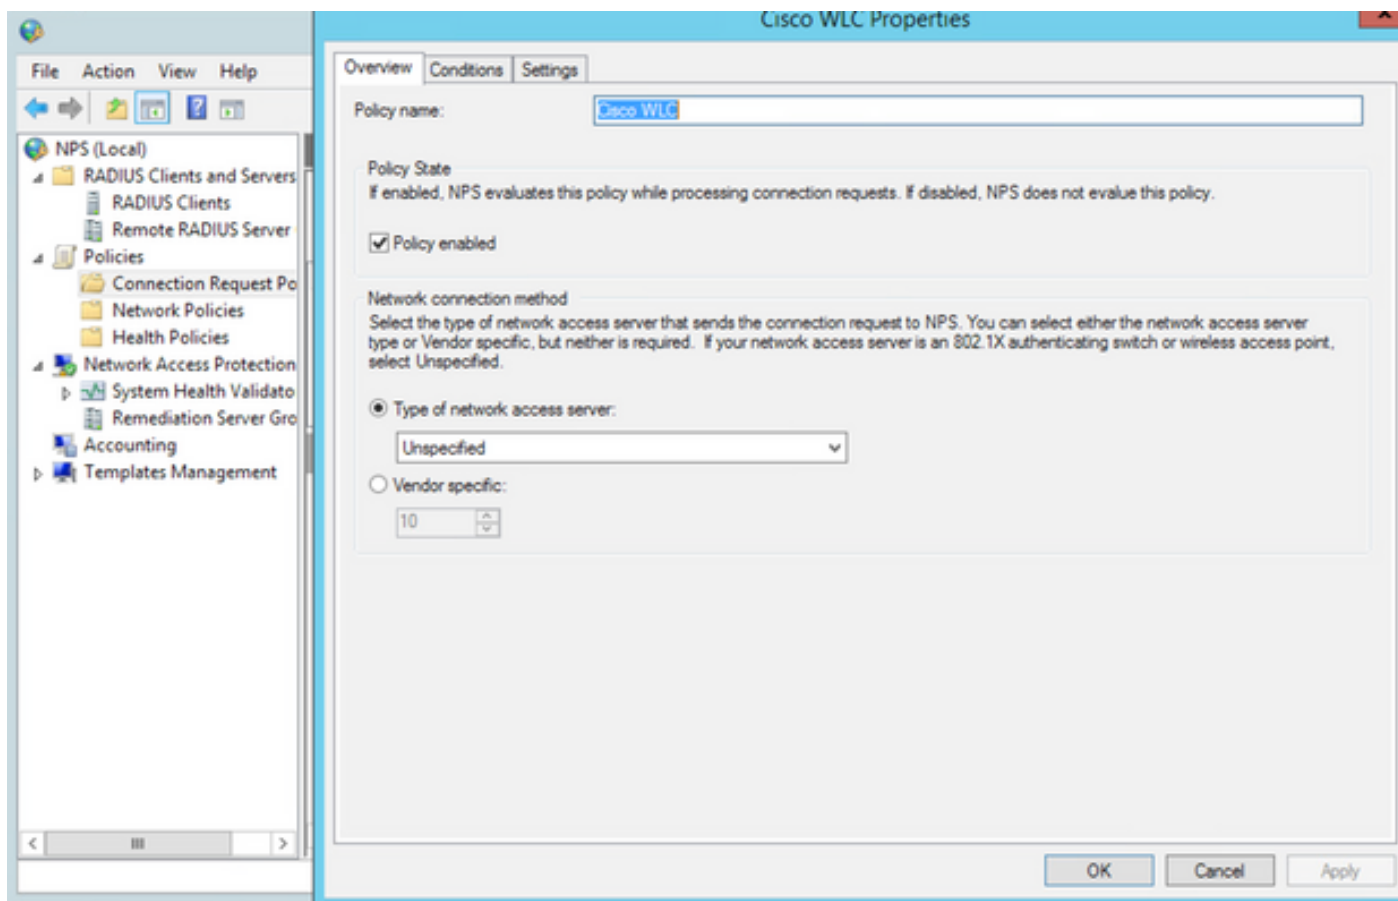 Cisco WLC Properties
File Action View Help
NPS (Local)
RADIUS Clients and Servers
RADIUS Clients
Remote RADIUS Server
Policies
Connection Request Po
Network Policies
Health Policies
Network Access Protection
System Health Validato
Remediation Server Gro
Accounting
Templates Management
Overview Conditions Settings
Policy name: Cisco WLC
Policy State
If enabled, NPS evaluates this policy while processing connection requests. If disabled, NPS does not evalue this policy.
Policy enabled
Network connection method
Select the type of network access server that sends the connection request to NPS. You can select either the network access server
type or Vendor specific, but neither is required. If your network access server is an 802.1X authenticating switch or wireless access point,
select Unspecified.
Type of network access server:
Unspecified
Vendor specific:
10
OK Cancel Apply